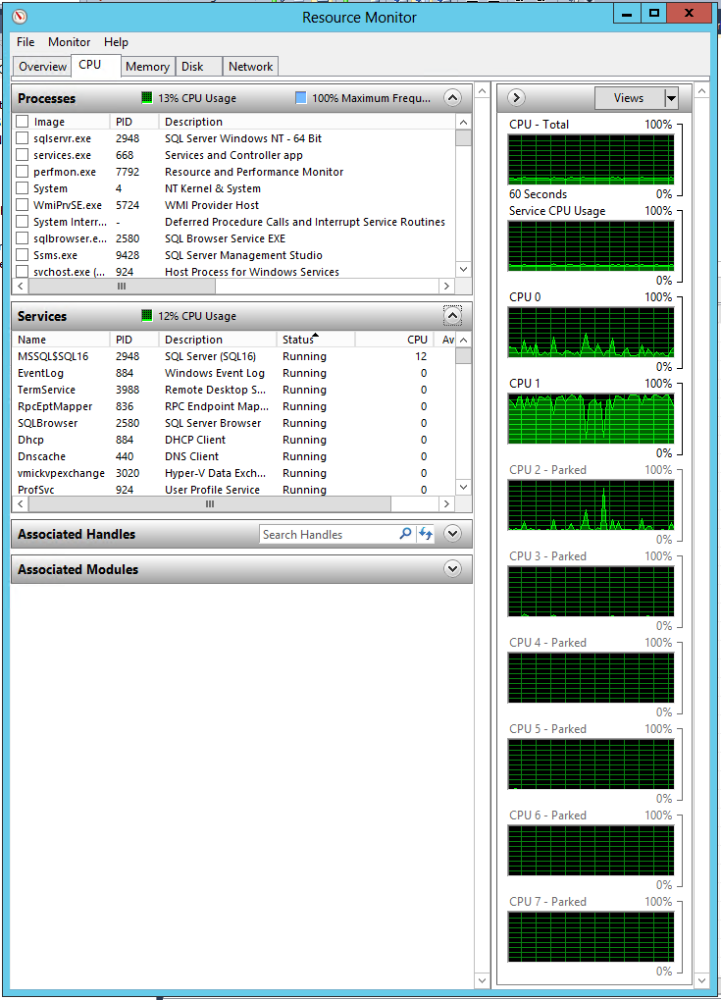 Resource Monitor
File Monitor Help
Overview CPU Memory Disk Network
Processes 13% CPU Usage 100% Maximum Frequ...
Image PID Description
sqlservr.exe 2948 SQL Server Windows NT - 64 Bit
services.exe 668 Services and Controller app
perfmon.exe 7792 Resource and Performance Monitor
System 4 NT Kernel & System
WmiPrvSE.exe 5724 WMI Provider Host
System Interr... - Deferred Procedure Calls and Interrupt Service Routines
sqlbrowser.e... 2580 SQL Browser Service EXE
Ssms.exe 9428 SQL Server Management Studio
svchost.exe (... 924 Host Process for Windows Services
Services 12% CPU Usage
Name PID Description Status CPU Av
MSSQL$SQL16 2948 SQL Server (SQL16) Running 12
EventLog 884 Windows Event Log Running 0
TermService 3988 Remote Desktop S... Running 0
RpcEptMapper 836 RPC Endpoint Map... Running 0
SQLBrowser 2580 SQL Server Browser Running 0
Dhcp 884 DHCP Client Running 0
Dnscache 440 DNS Client Running 0
vmickvpexchange 3020 Hyper-V Data Exch... Running 0
ProfSvc 924 User Profile Service Running 0
Associated Handles Search Handles
Associated Modules
Views
CPU - Total 100%
60 Seconds 0%
Service CPU Usage 100%
0%
CPU 0 100%
0%
CPU 1 100%
0%
CPU 2 - Parked 100%
0%
CPU 3 - Parked 100%
0%
CPU 4 - Parked 100%
0%
CPU 5 - Parked 100%
0%
CPU 6 - Parked 100%
0%
CPU 7 - Parked 100%
0%